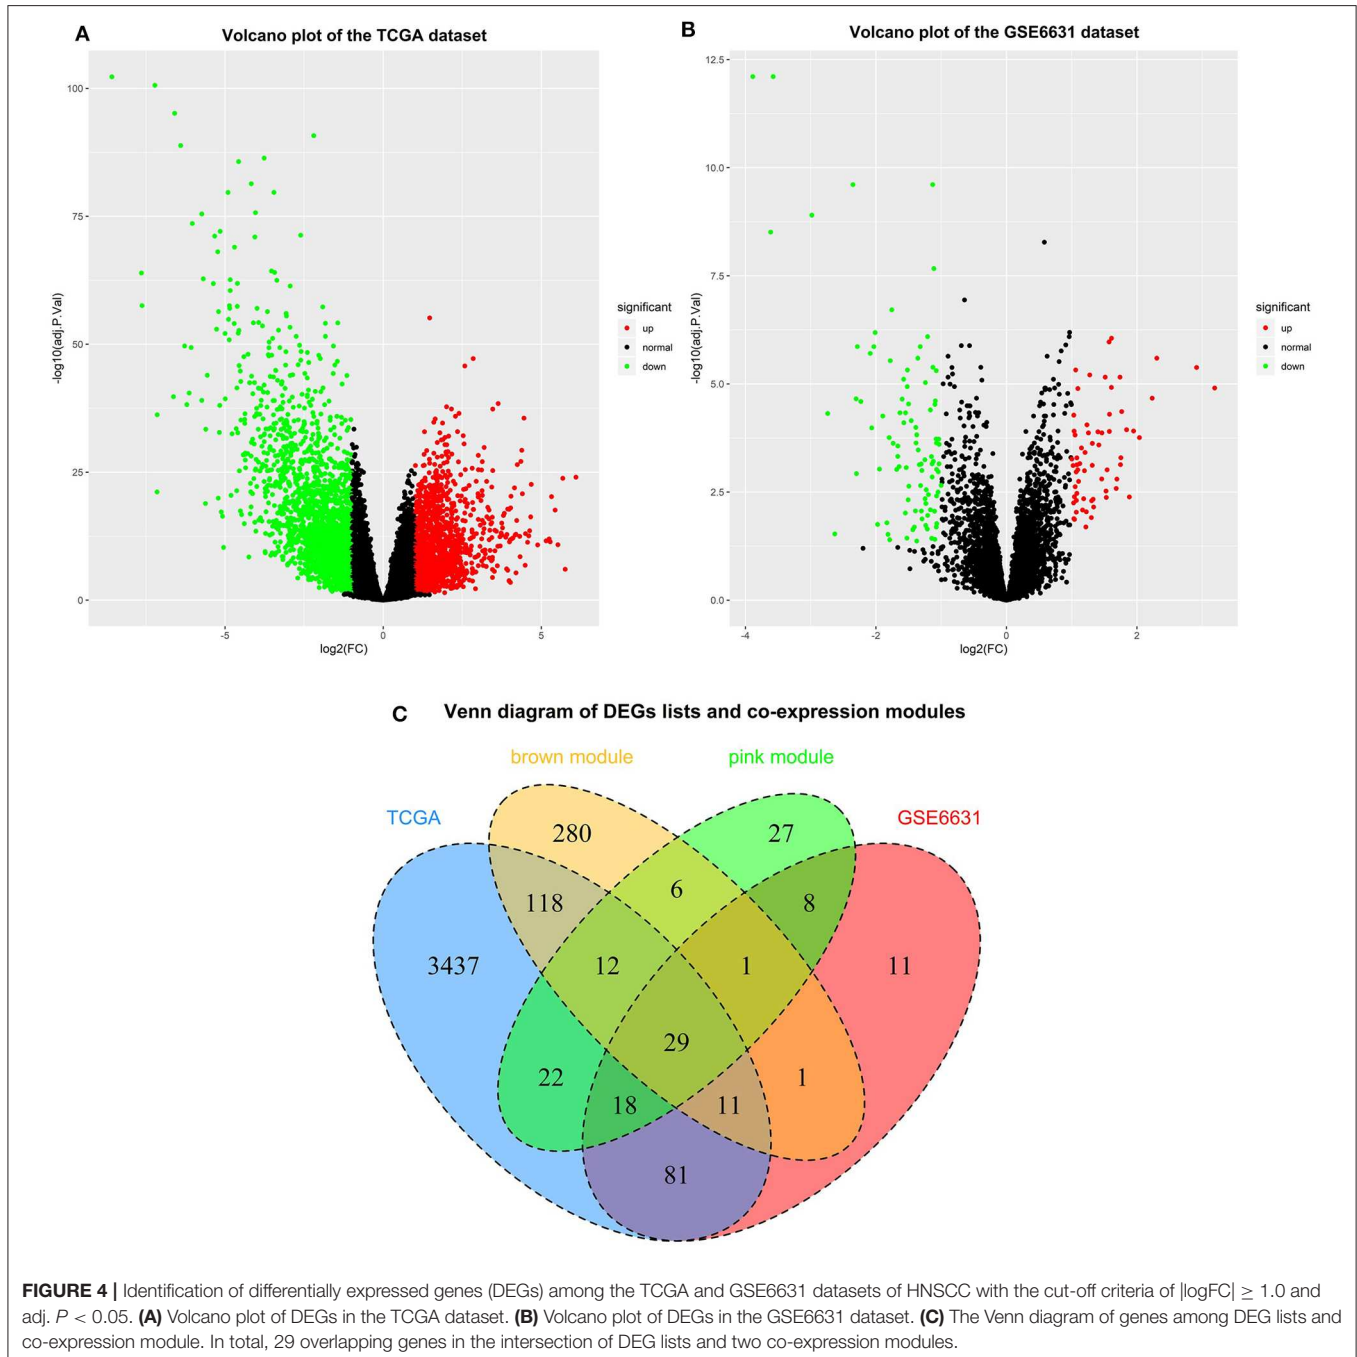 A
Volcano plot of the TCGA dataset
100
75
50
25
0
-log10(adj.P.Val)
-5
0
5
log2(FC)
significant
up
normal
down
B
Volcano plot of the GSE6631 dataset
12.5
10.0
7.5
5.0
2.5
0.0
-log10(adj.P.Val)
-4
-2
0
2
log2(FC)
significant
up
normal
down
C
Venn diagram of DEGs lists and co-expression modules
brown module
pink module
TCGA
GSE6631
280
27
118
6
8
3437
12
1
11
29
22
1
18
11
81
FIGURE 4 | Identification of differentially expressed genes (DEGs) among the TCGA and GSE6631 datasets of HNSCC with the cut-off criteria of |logFC| ≥ 1.0 and
adj. P < 0.05. (A) Volcano plot of DEGs in the TCGA dataset. (B) Volcano plot of DEGs in the GSE6631 dataset. (C) The Venn diagram of genes among DEG lists and
co-expression module. In total, 29 overlapping genes in the intersection of DEG lists and two co-expression modules.